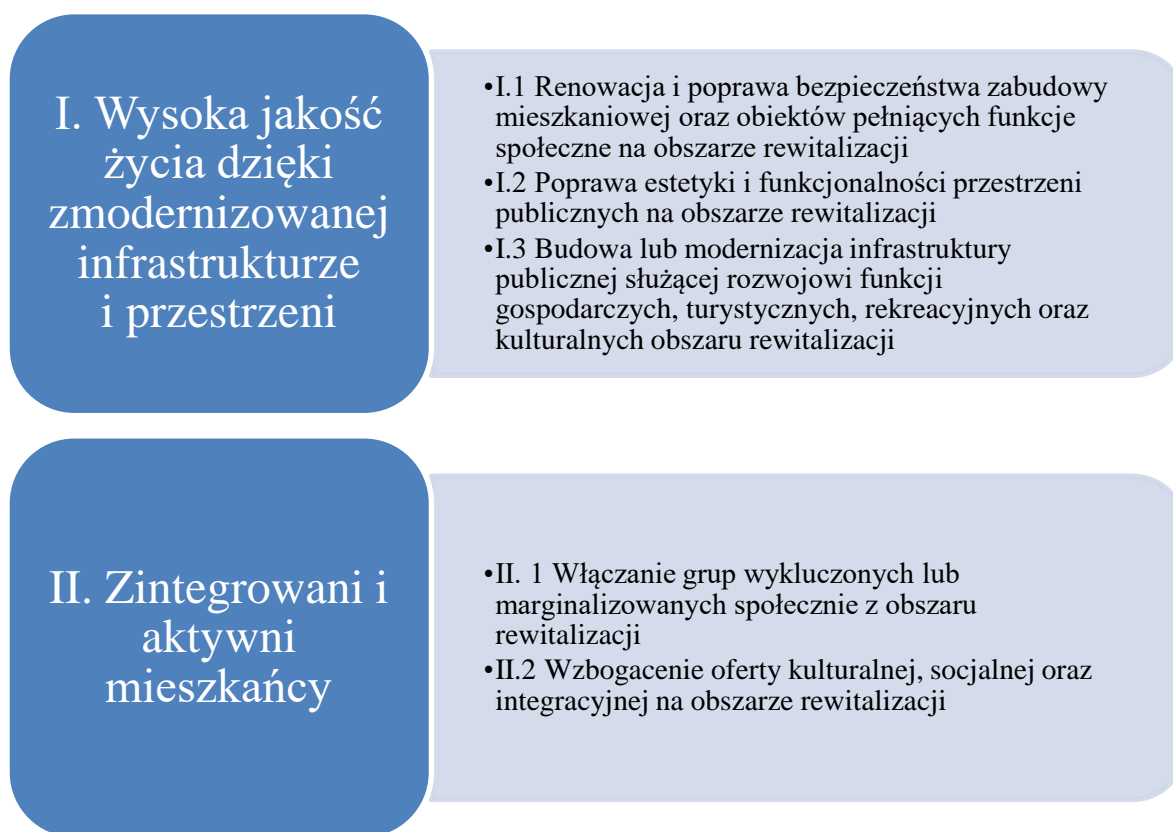 I. Wysoka jakość
życia dzięki
zmodernizowanej
infrastrukturze
i przestrzeni
•I.1 Renowacja i poprawa bezpieczeństwa zabudowy
mieszkaniowej oraz obiektów pełniących funkcje
społeczne na obszarze rewitalizacji
•I.2 Poprawa estetyki i funkcjonalności przestrzeni
publicznych na obszarze rewitalizacji
•I.3 Budowa lub modernizacja infrastruktury
publicznej służącej rozwojowi funkcji
gospodarczych, turystycznych, rekreacyjnych oraz
kulturalnych obszaru rewitalizacji
II. Zintegrowani i
aktywni
mieszkańcy
•II. 1 Włączanie grup wykluczonych lub
marginalizowanych społecznie z obszaru
rewitalizacji
•II.2 Wzbogacenie oferty kulturalnej, socjalnej oraz
integracyjnej na obszarze rewitalizacji